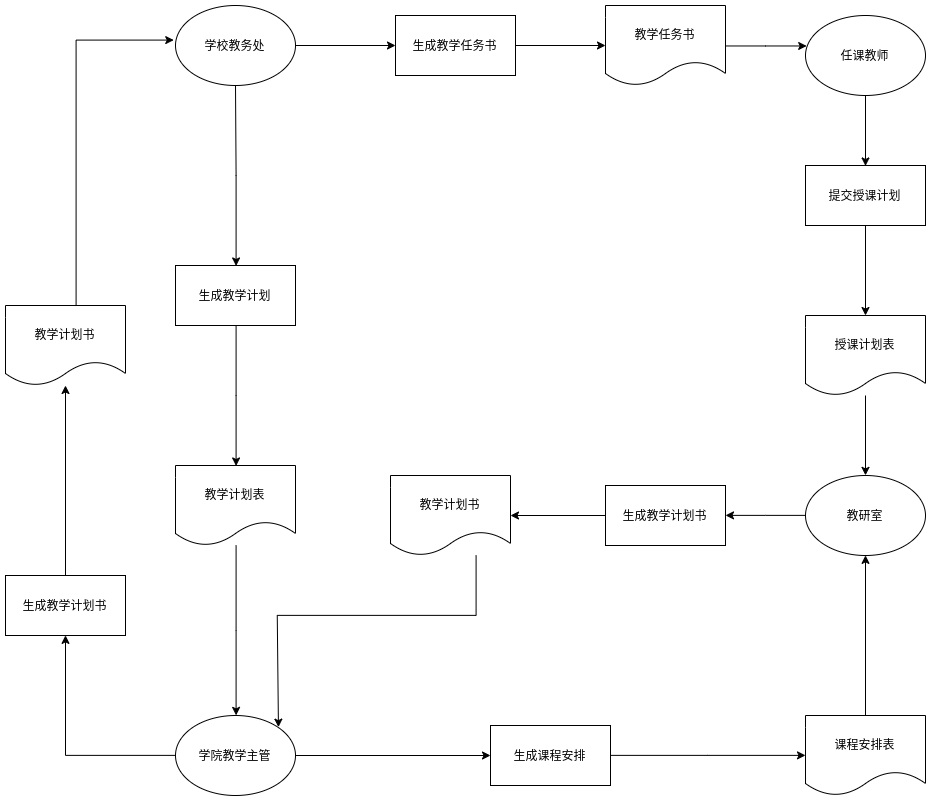 学校教务处
生成教学任务书
教学任务书
任课教师
提交授课计划
生成教学计划
教学计划书
授课计划表
教学计划表
教学计划书
生成教学计划书
教研室
生成教学计划书
学院教学主管
生成课程安排
课程安排表